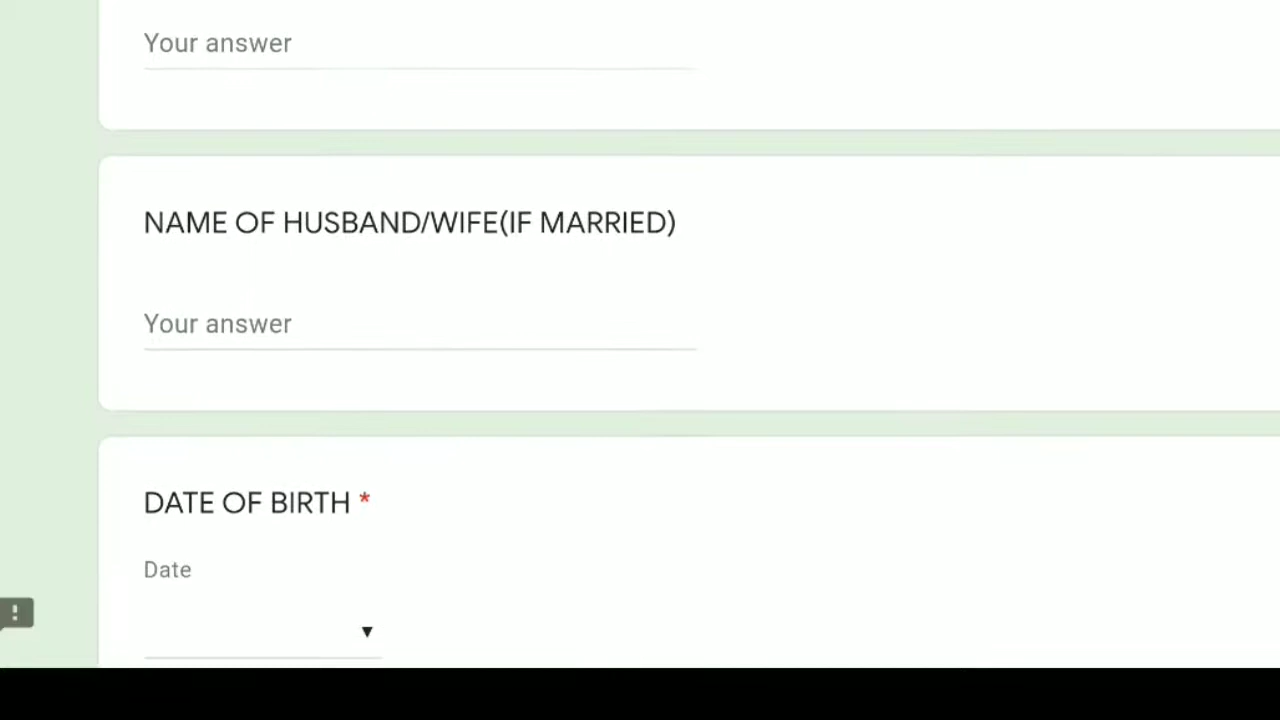 Your answer
NAME OF HUSBAND/WIFE(IF MARRIED)
Your answer
DATE OF BIRTH *
Date